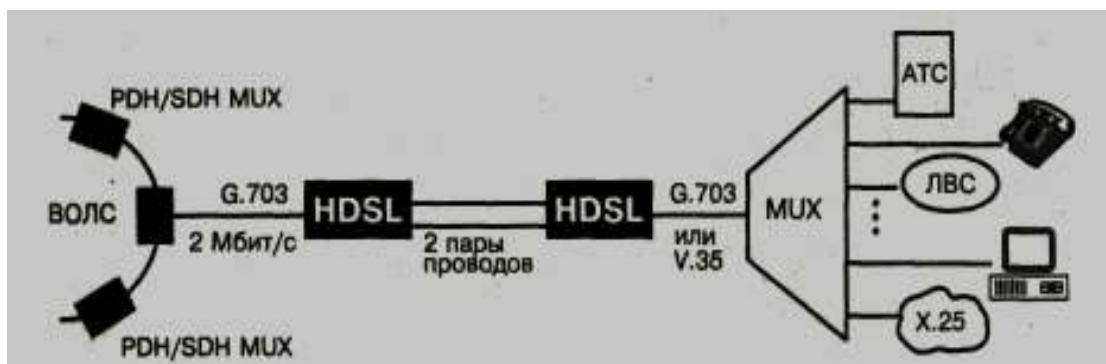 PDH/SDH MUX
ВОЛС
PDH/SDH MUX
G.703
2 Мбит/с
HDSL
2 пары
проводов
HDSL
G.703
или
V.35
MUX
АТС
ЛВС
X.25